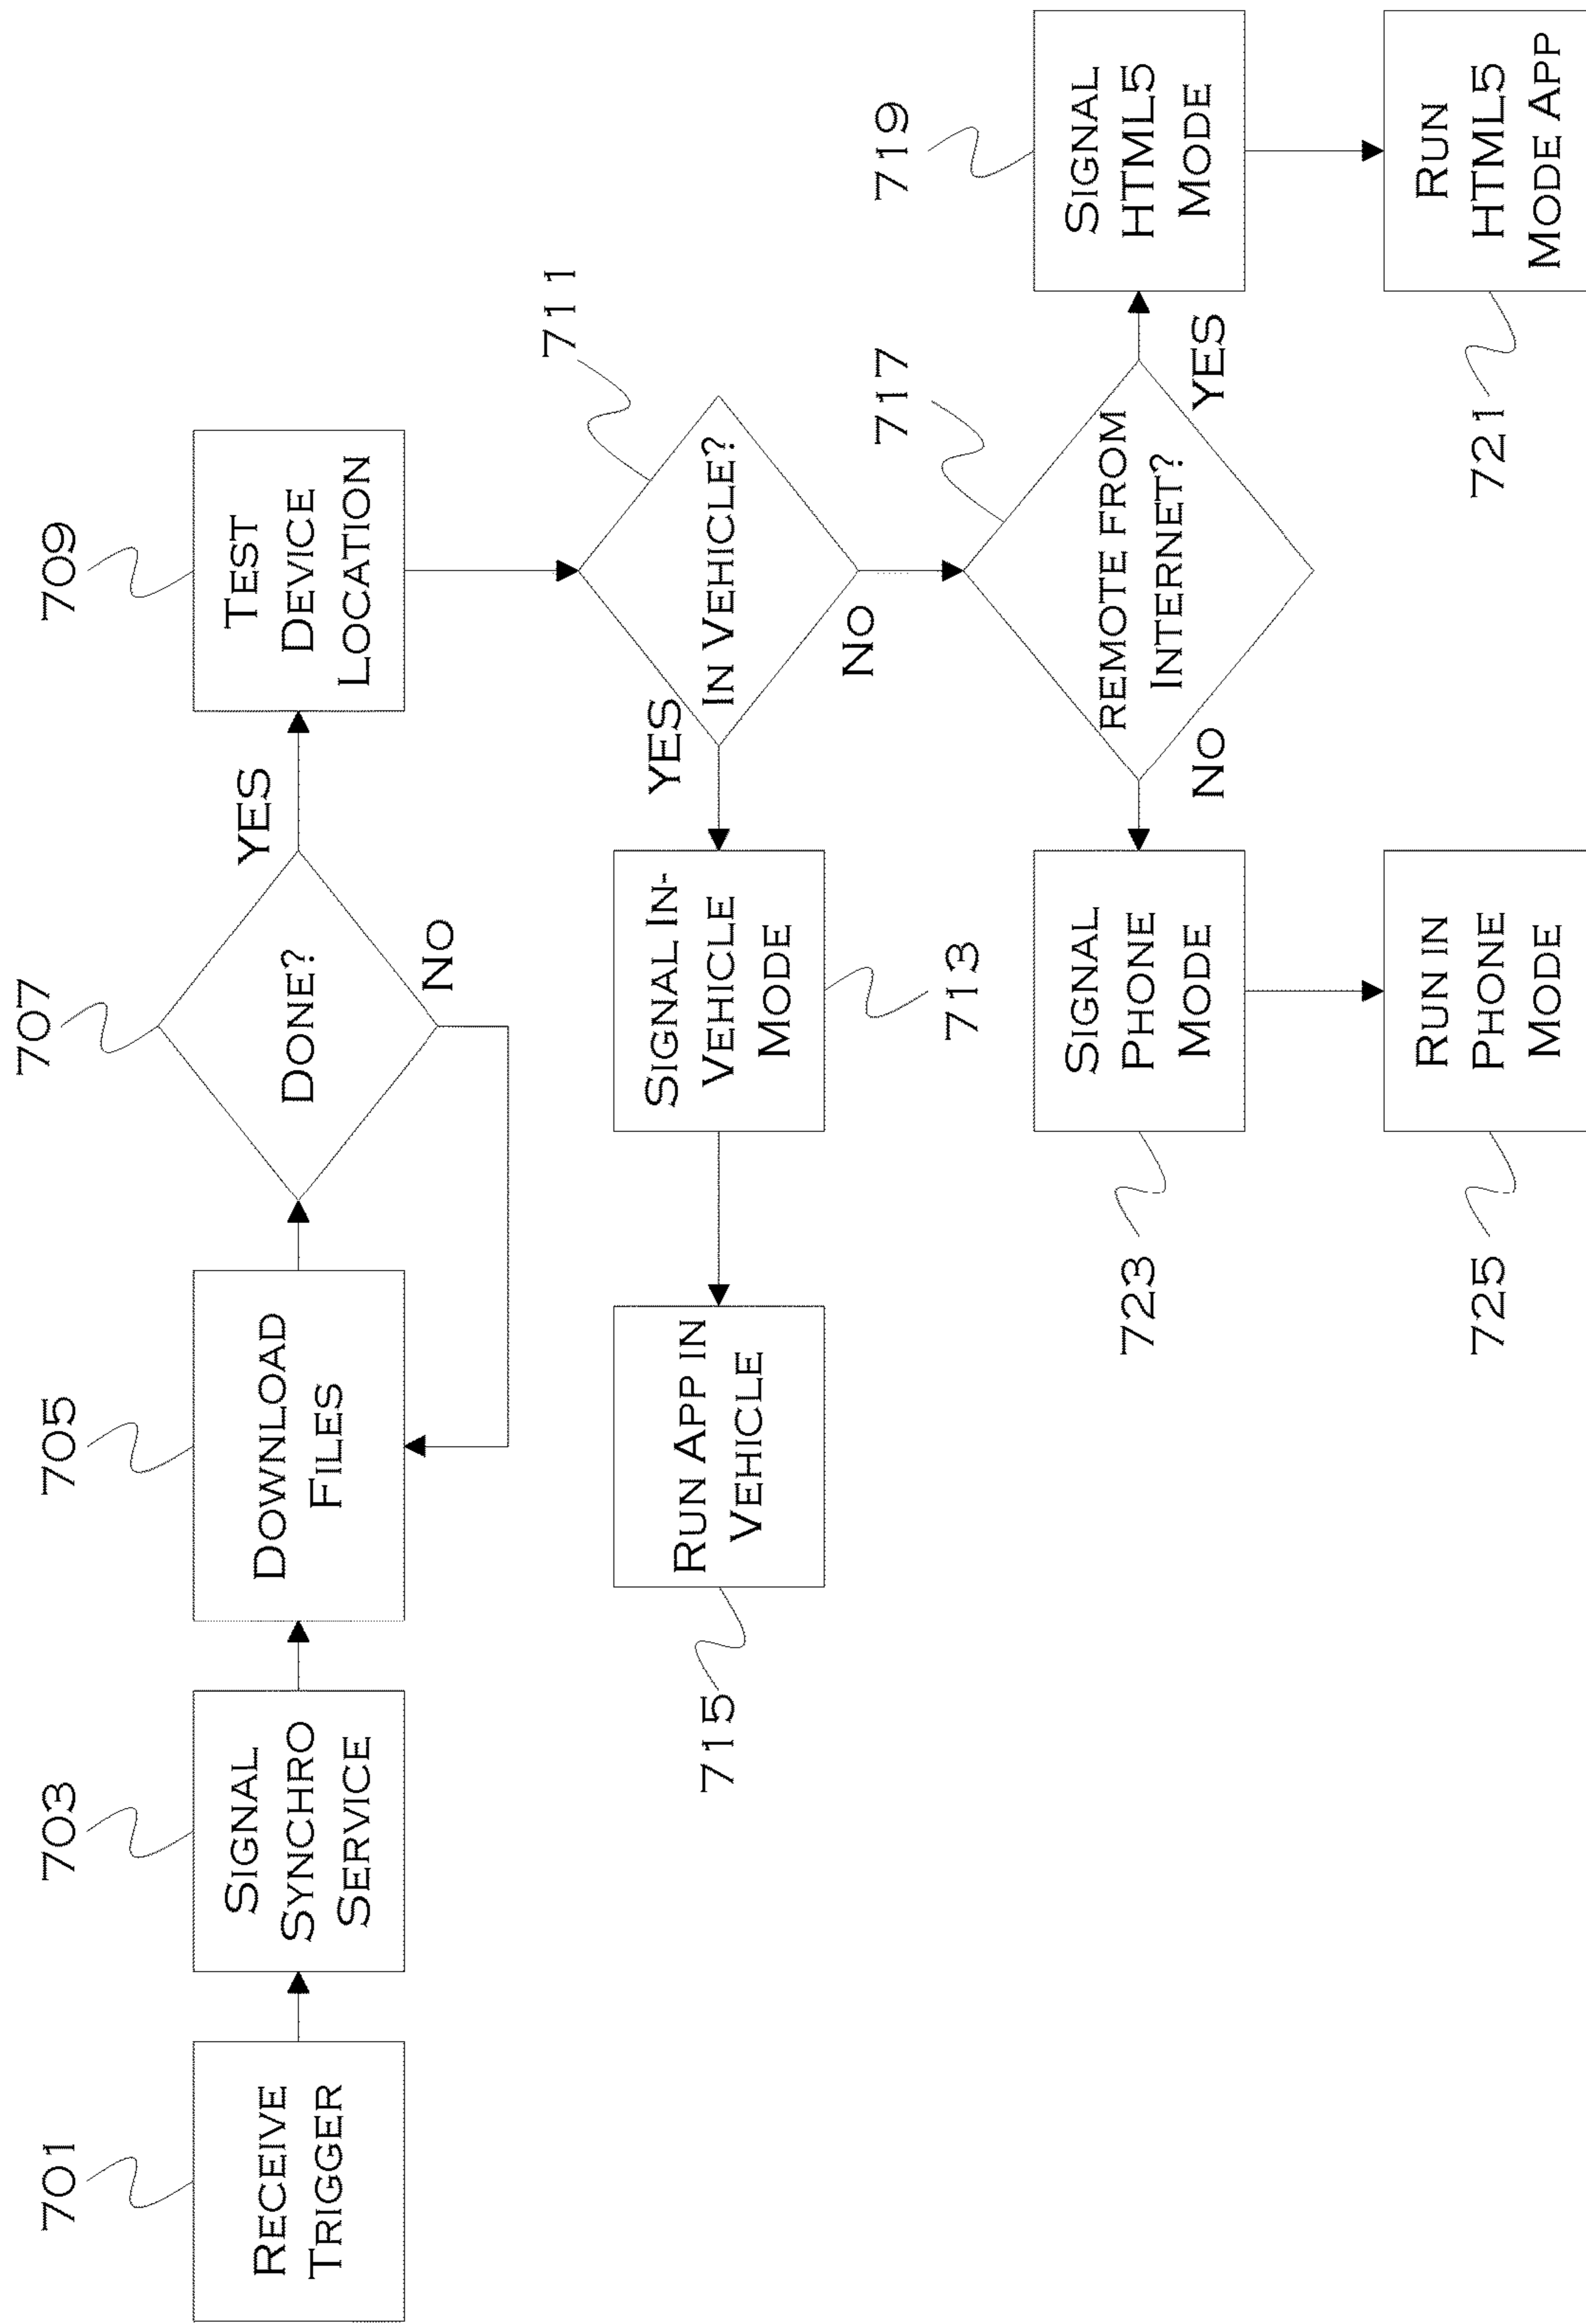 701
RECEIVE
TRIGGER
703
SIGNAL
SYNCHRO
SERVICE
705
DOWNLOAD
FILES
707
DONE?
YES
NO
709
TEST
DEVICE
LOCATION
711
IN VEHICLE?
YES
NO
SIGNAL IN-
VEHICLE
MODE
713
RUN APP IN
VEHICLE
715
717
REMOTE FROM
INTERNET?
YES
NO
719
SIGNAL
HTML5
MODE
RUN
HTML5
MODE APP
721
SIGNAL
PHONE
MODE
723
RUN IN
PHONE
MODE
725